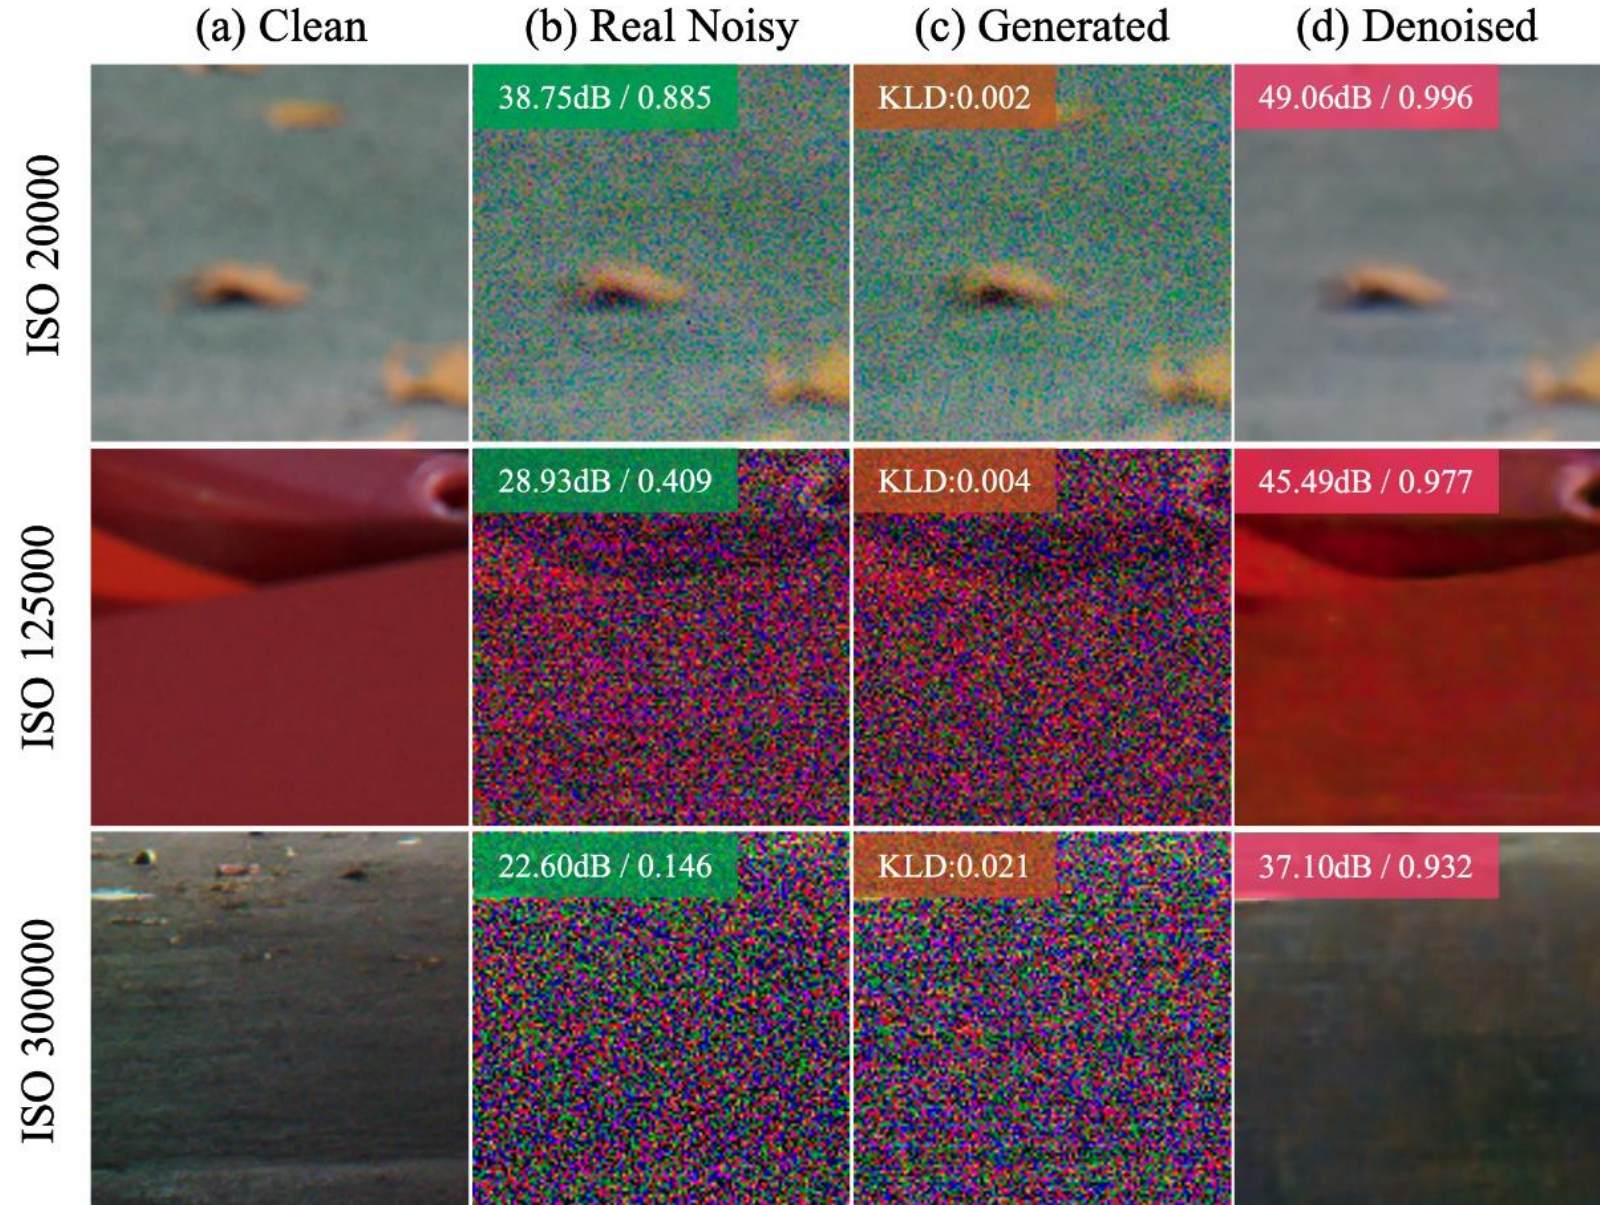 (a) Clean
(b) Real Noisy
(c) Generated
(d) Denoised
ISO 20000
38.75dB / 0.885
KLD:0.002
49.06dB / 0.996
ISO 125000
28.93dB / 0.409
KLD:0.004
45.49dB / 0.977
ISO 300000
22.60dB / 0.146
KLD:0.021
37.10dB / 0.932